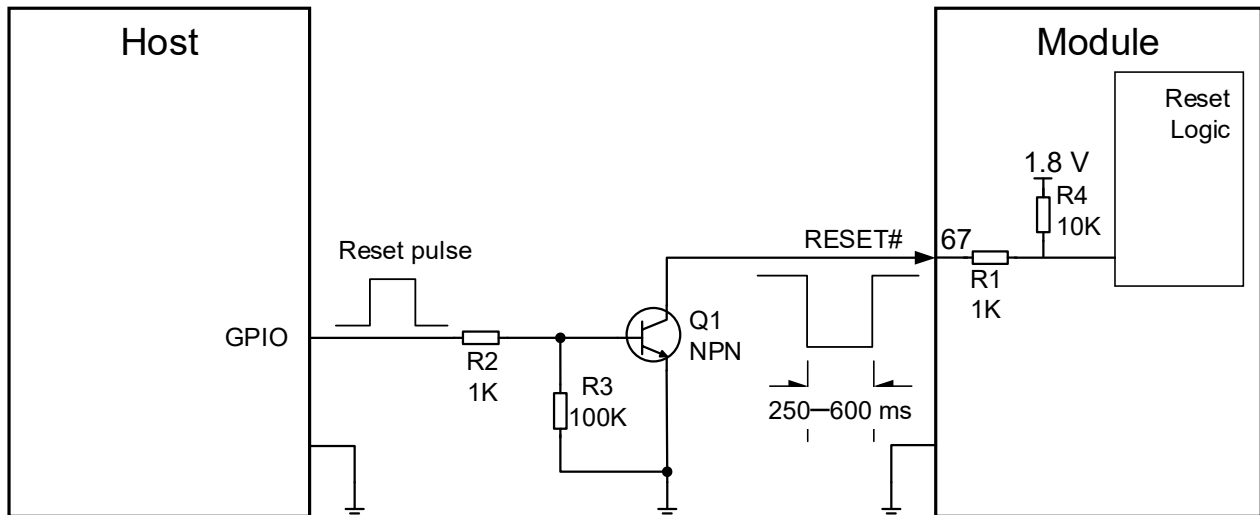 Host
Module
Reset
Logic
1.8 V
R4
10K
Reset pulse
RESET#
67
R1
1K
GPIO
Q1
NPN
R2
1K
R3
100K
250—600 ms